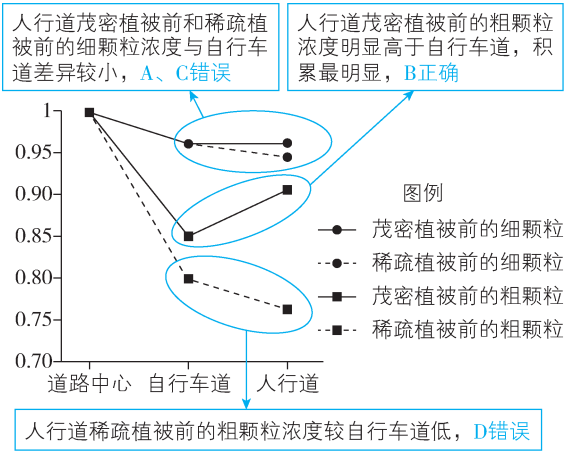 人行道茂密植被前和稀疏植
被前的细颗粒浓度与自行车
道差异较小，A、C错误
人行道茂密植被前的粗颗粒
浓度明显高于自行车道，积
累最明显，B正确
1
0.95
0.90
0.85
0.80
0.75
0.70
道路中心
自行车道
人行道
图例
茂密植被前的细颗粒
稀疏植被前的细颗粒
茂密植被前的粗颗粒
稀疏植被前的粗颗粒
人行道稀疏植被前的粗颗粒浓度较自行车道低，D错误